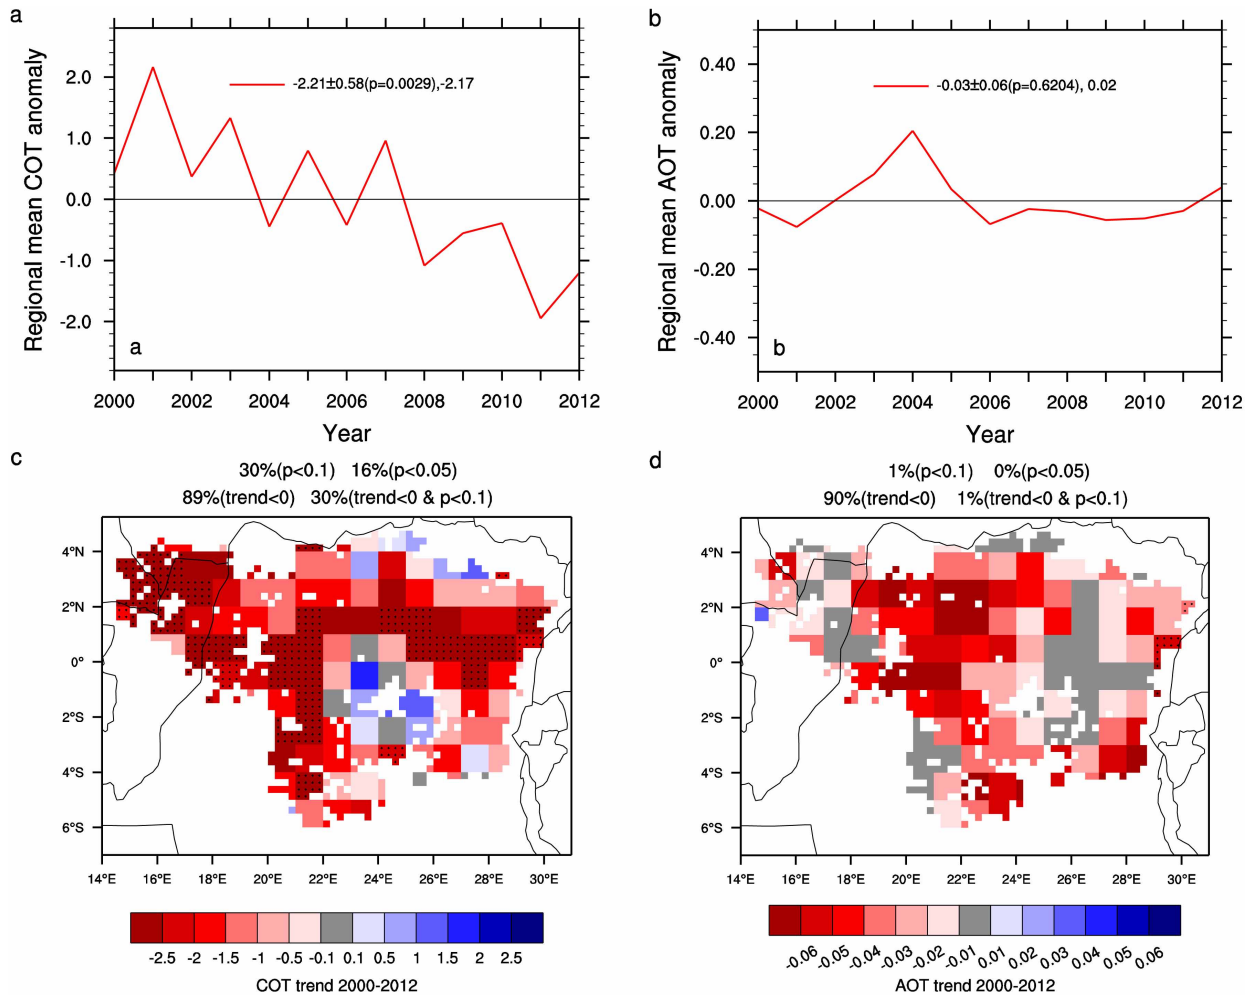 a
Regional mean COT anomaly
2.0
1.0
0.0
-1.0
-2.0
-2.21±0.58(p=0.0029),-2.17
a
2000 2002 2004 2006 2008 2010 2012
Year
b
Regional mean AOT anomaly
0.40
0.20
0.00
-0.20
-0.40
-0.03±0.06(p=0.6204), 0.02
b
2000 2002 2004 2006 2008 2010 2012
Year
c
30%(p<0.1) 16%(p<0.05)
89%(trend<0) 30%(trend<0 & p<0.1)
4°N
2°N
0°
2°S
4°S
6°S
14°E 16°E 18°E 20°E 22°E 24°E 26°E 28°E 30°E
-2.5 -2 -1.5 -1 -0.5 -0.1 0.1 0.5 1 1.5 2 2.5
COT trend 2000-2012
d
1%(p<0.1) 0%(p<0.05)
90%(trend<0) 1%(trend<0 & p<0.1)
4°N
2°N
0°
2°S
4°S
6°S
14°E 16°E 18°E 20°E 22°E 24°E 26°E 28°E 30°E
-0.06 -0.05 -0.04 -0.03 -0.02 -0.01 0.01 0.02 0.03 0.04 0.05 0.06
AOT trend 2000-2012